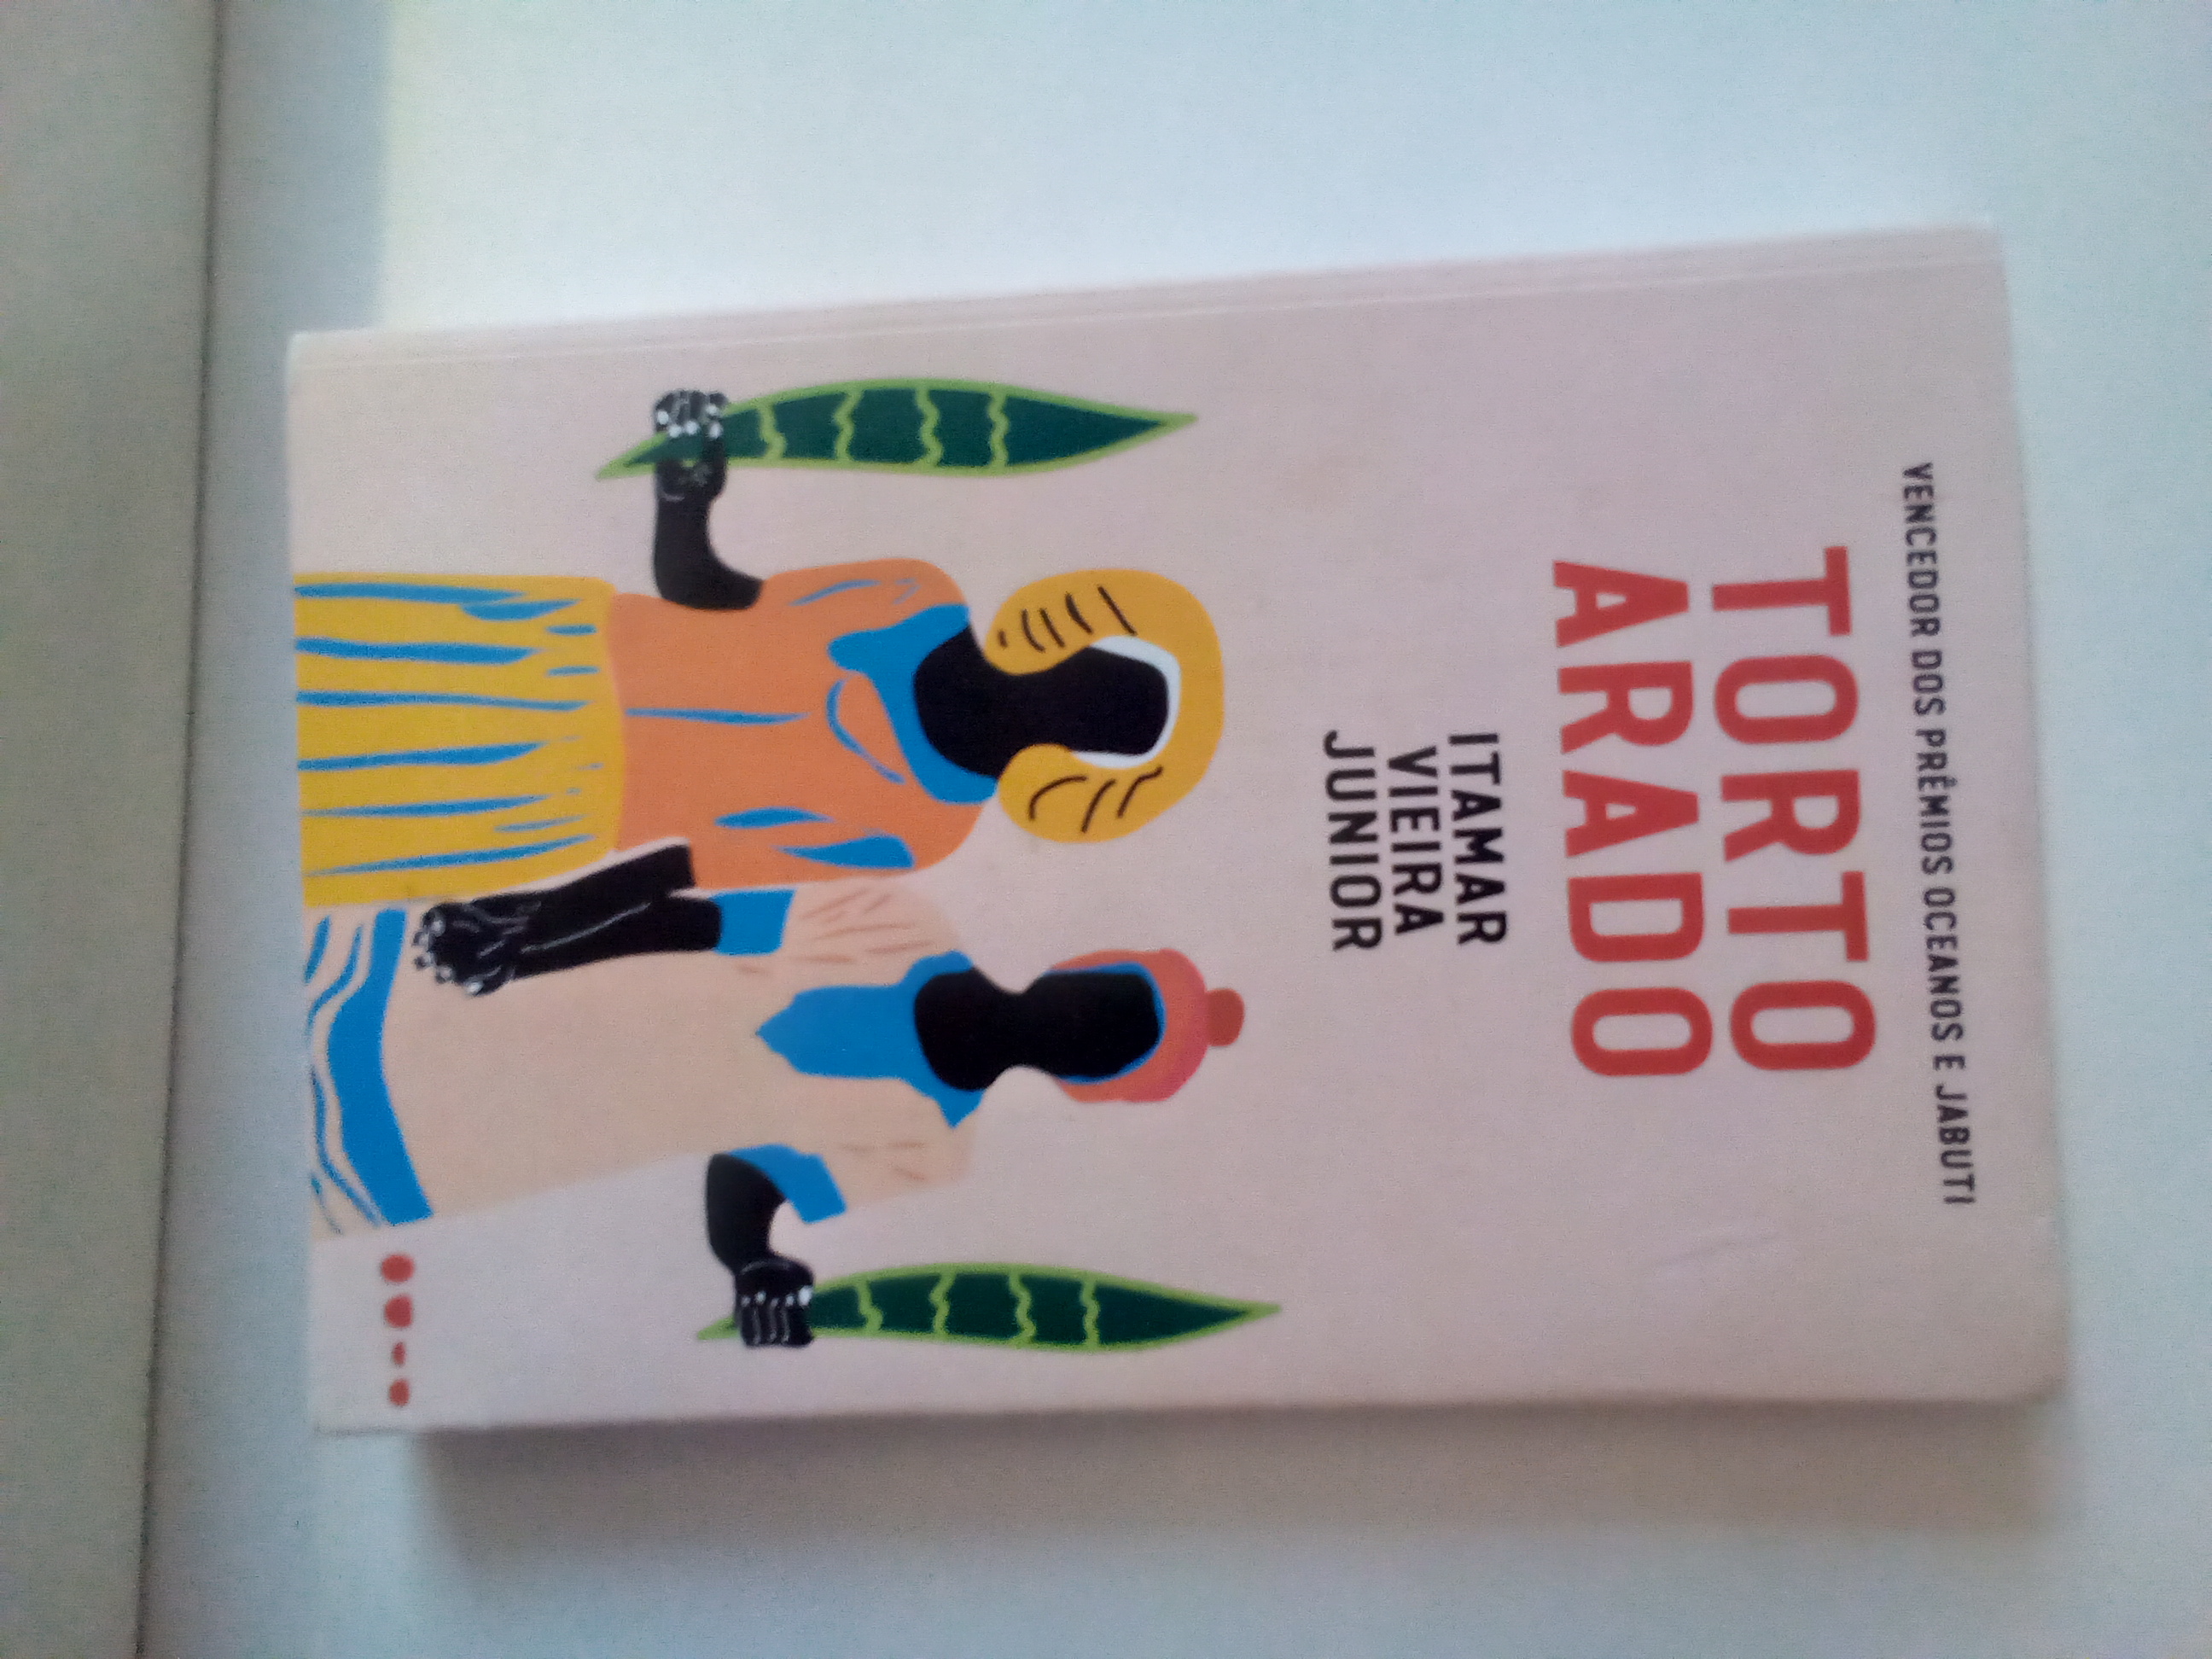 VENCEDOR DOS PRÊMIOS OCEANOS E JABUTI
TORTO
ARADO
ITAMAR
VIEIRA
JUNIOR